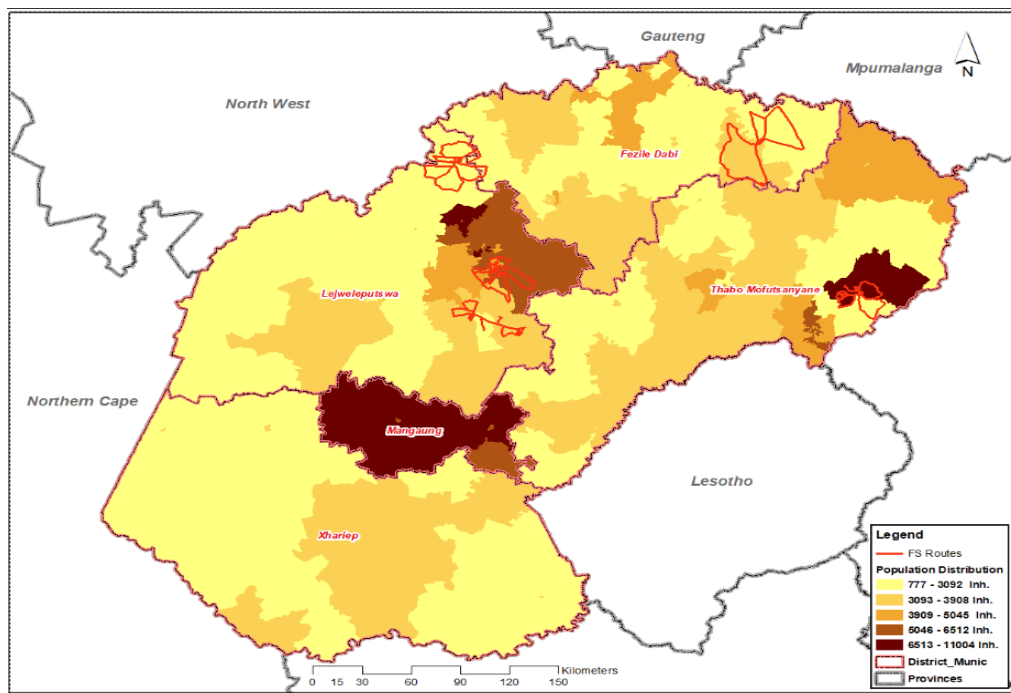 Gauteng
Mpumalanga
N
North West
Fezile Dabi
Lejweleputswa
Thabo Mofutsanyane
Northern Cape
Mangaung
Lesotho
Xhariep
Legend
FS Routes
Population Distribution
777 - 3092 Inh.
3093 - 3908 Inh.
3909 - 5045 Inh.
5046 - 6512 Inh.
6513 - 11004 Inh.
District_Munic
Provinces
Kilometers
0 15 30 60 90 120 150